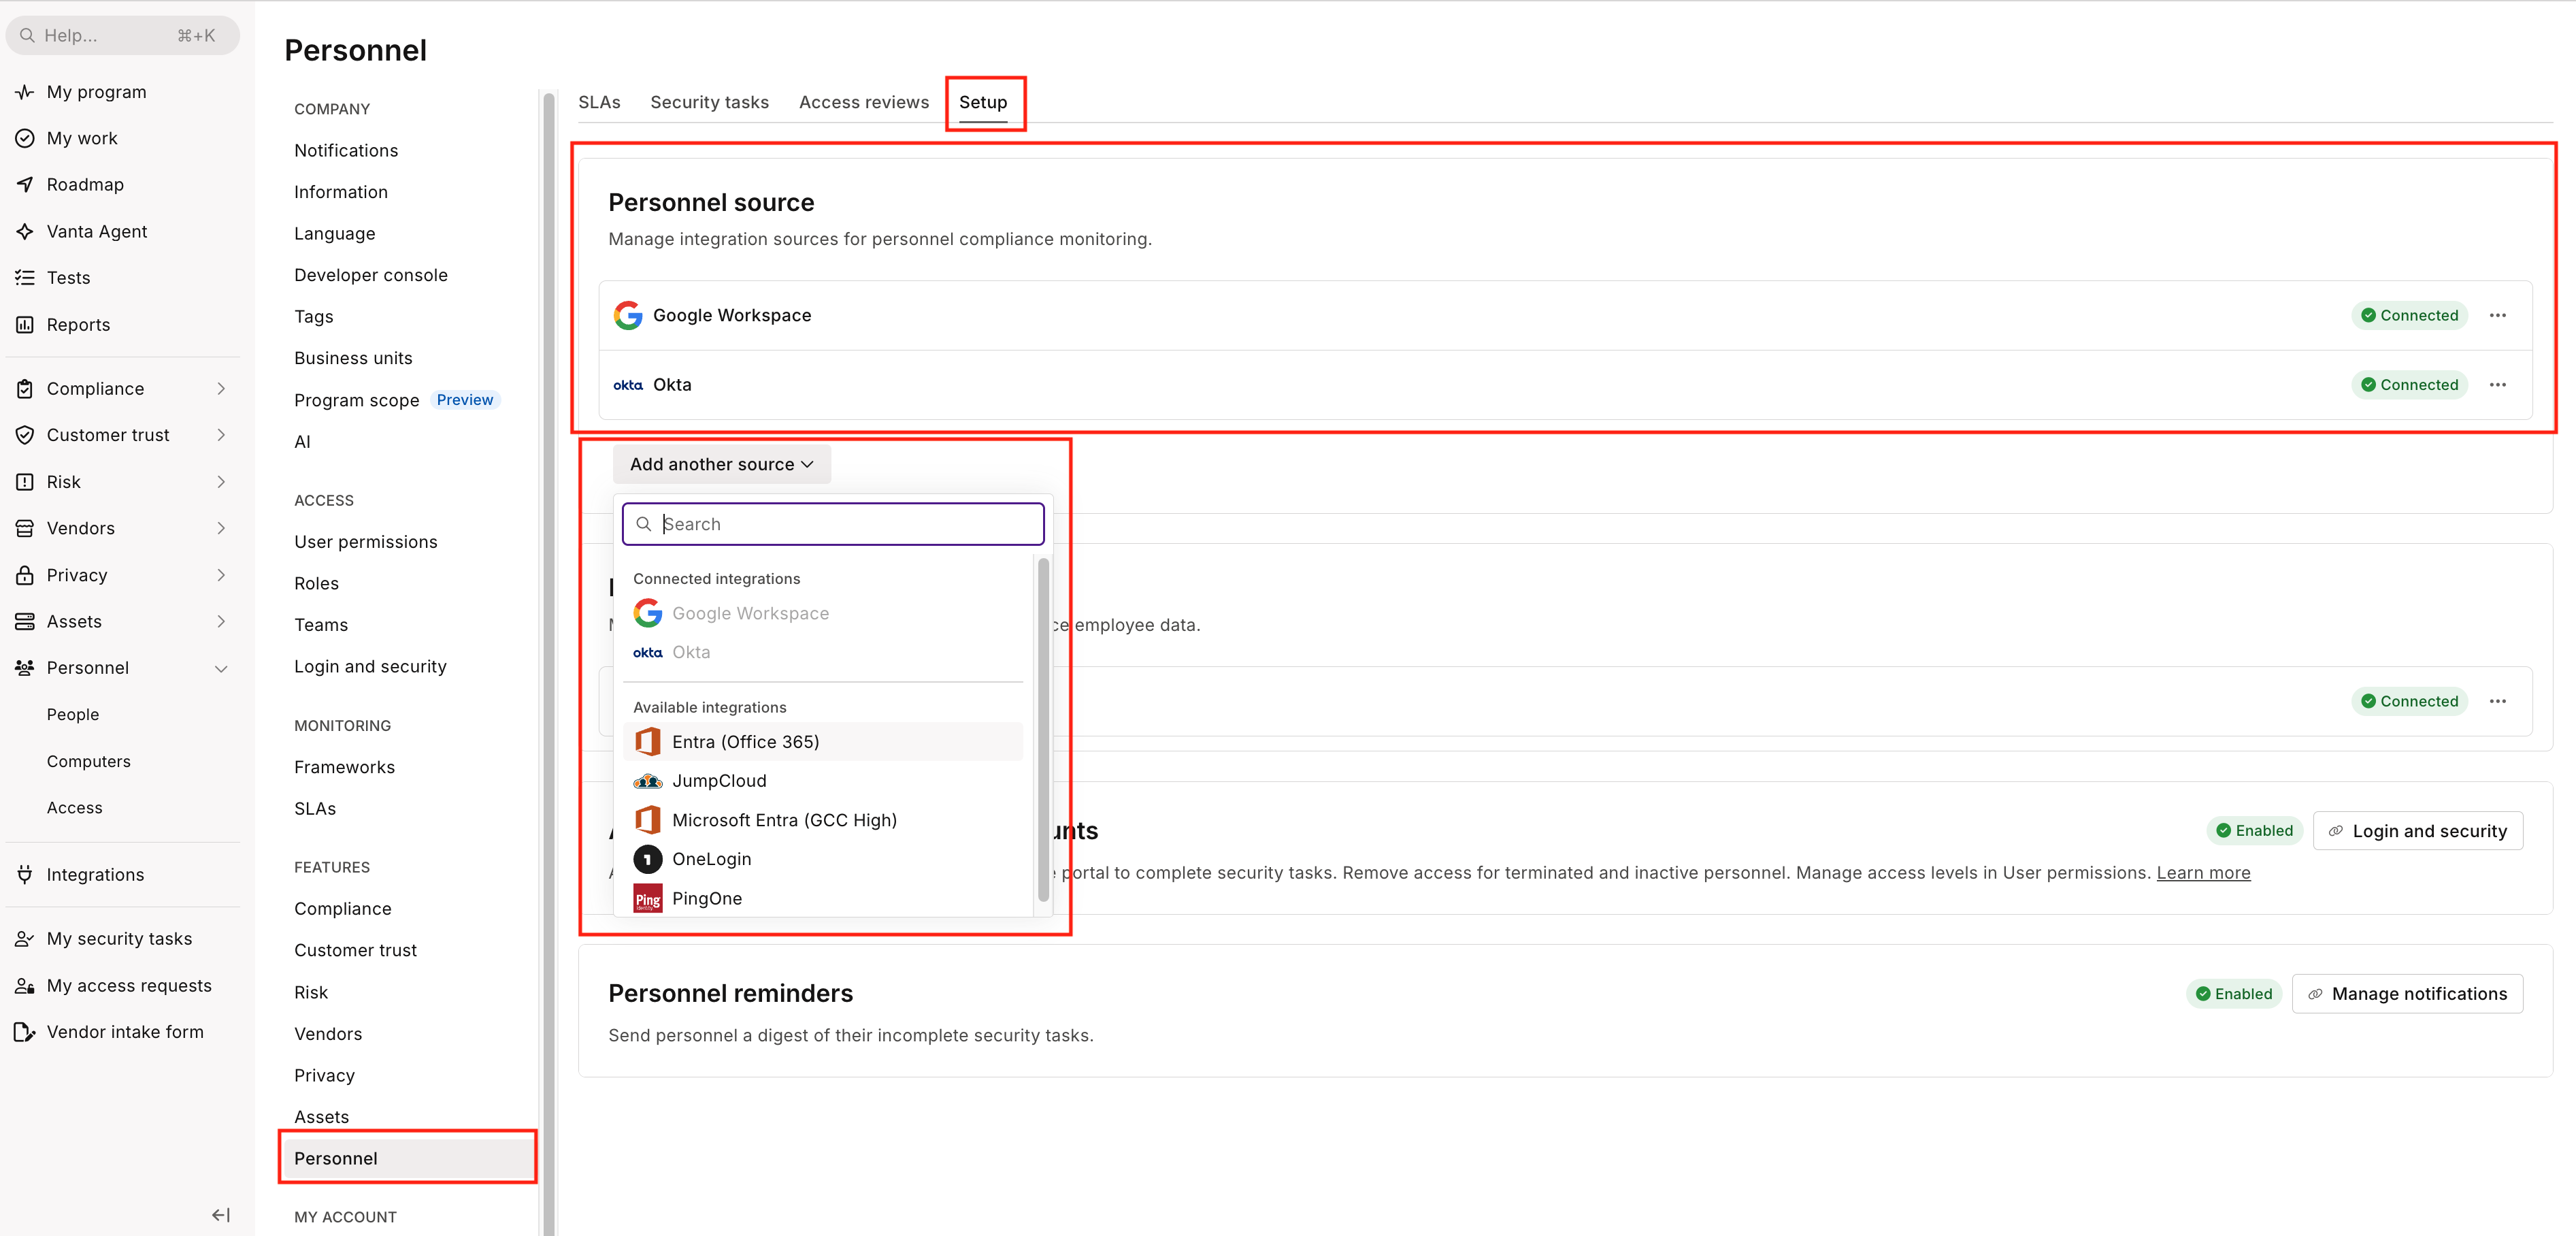 Help...
⌘+K
My program
My work
Roadmap
Vanta Agent
Tests
Reports
Compliance
Customer trust
Risk
Vendors
Privacy
Assets
Personnel
People
Computers
Access
Integrations
My security tasks
My access requests
Vendor intake form
Personnel
COMPANY
Notifications
Information
Language
Developer console
Tags
Business units
Program scope Preview
AI
ACCESS
User permissions
Roles
Teams
Login and security
MONITORING
Frameworks
SLAs
FEATURES
Compliance
Customer trust
Risk
Vendors
Privacy
Assets
Personnel
MY ACCOUNT
SLAs Security tasks Access reviews Setup
Personnel source
Manage integration sources for personnel compliance monitoring.
Google Workspace Connected
okta Okta Connected
Add another source
Search
Connected integrations
Google Workspace
okta Okta
Available integrations
Entra (Office 365)
JumpCloud
Microsoft Entra (GCC High)
OneLogin
Ping Identity PingOne
employee data.
Connected
Enabled Login and security
portal to complete security tasks. Remove access for terminated and inactive personnel. Manage access levels in User permissions. Learn more
Personnel reminders Enabled Manage notifications
Send personnel a digest of their incomplete security tasks.